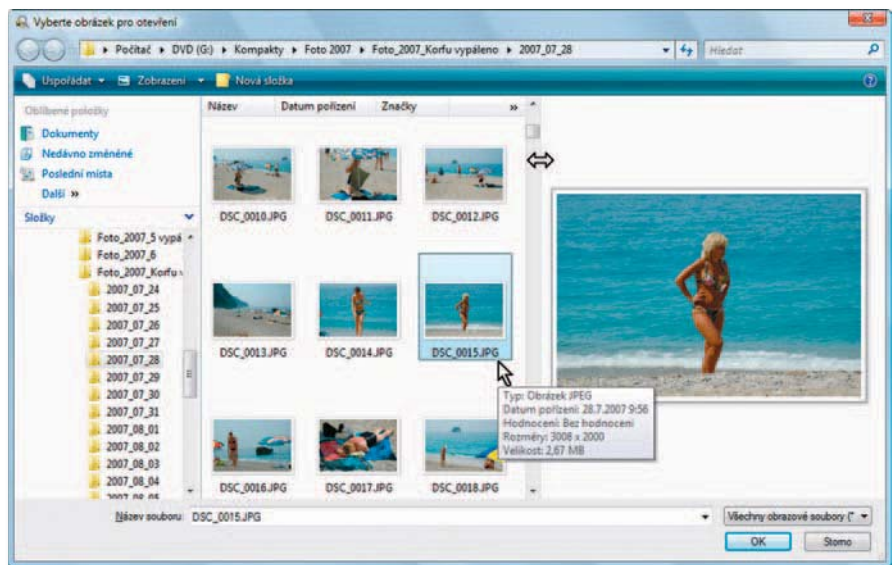 Vyberte obrázek pro otevření
Počítač ▸ DVD (G:) ▸ Kompakty ▸ Foto 2007 ▸ Foto_2007_Korfu vypáleno ▸ 2007_07_28
Hledat
Uspořádat Zobrazení Nová složka
Oblíbené položky
Dokumenty
Nedávno změněné
Poslední místa
Další »
Složky
Foto_2007_5 vypá
Foto_2007_6
Foto_2007_Korfu v
2007_07_24
2007_07_25
2007_07_26
2007_07_27
2007_07_28
2007_07_29
2007_07_30
2007_07_31
2007_08_01
2007_08_02
2007_08_03
2007_08_04
2007_08_05
Název Datum pořízení Značky »
DSC_0010.JPG DSC_0011.JPG DSC_0012.JPG
DSC_0013.JPG DSC_0014.JPG DSC_0015.JPG
DSC_0016.JPG DSC_0017.JPG DSC_0018.JPG
Typ: Obrázek JPEG
Datum pořízení: 28.7.2007 9:56
Hodnocení: Bez hodnocení
Rozměry: 3008 x 2000
Velikost: 2,67 MB
Název souboru: DSC_0015.JPG
Všechny obrazové soubory (*
OK Storno